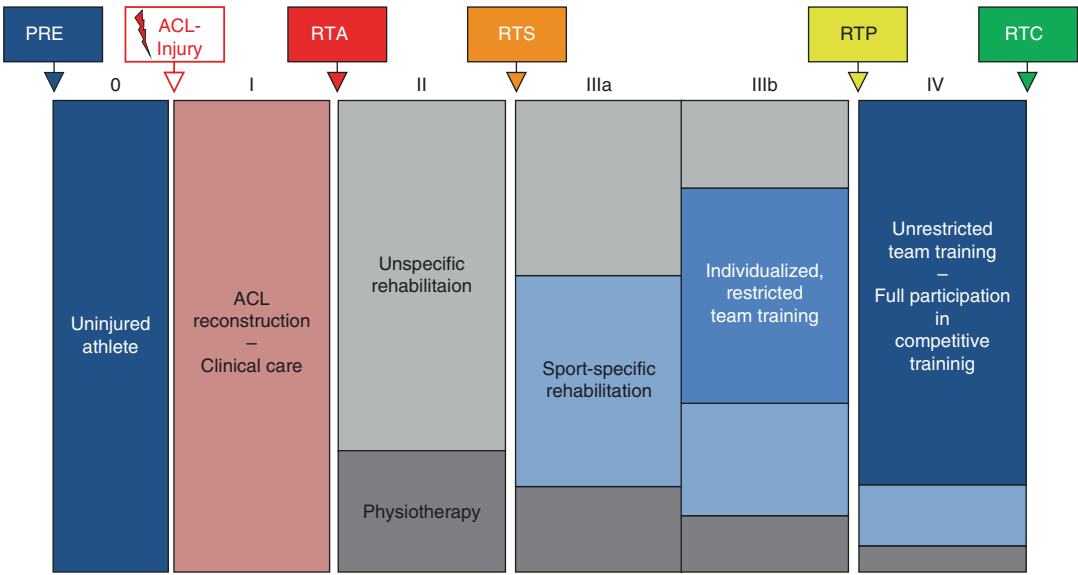 PRE
ACL-
Injury
RTA
RTS
RTP
RTC
0
I
II
IIIa
IIIb
IV
Uninjured
athlete
ACL
reconstruction
–
Clinical care
Unspecific
rehabilitaion
Physiotherapy
Sport-specific
rehabilitation
Individualized,
restricted
team training
Unrestricted
team training
–
Full participation
in
competitive
traininig